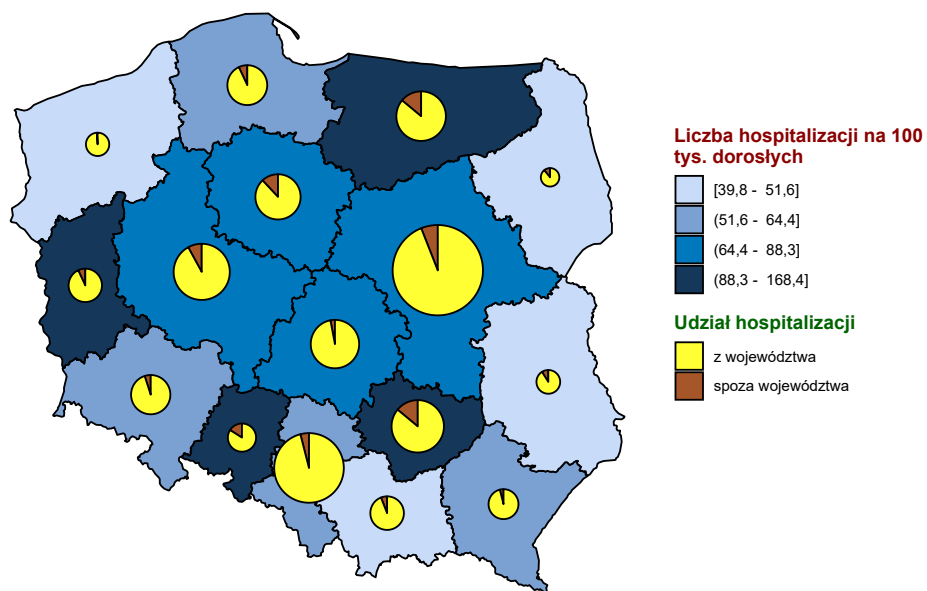 Liczba hospitalizacji na 100
tys. dorosłych
[39,8 - 51,6]
(51,6 - 64,4]
(64,4 - 88,3]
(88,3 - 168,4]
Udział hospitalizacji
z województwa
spoza województwa